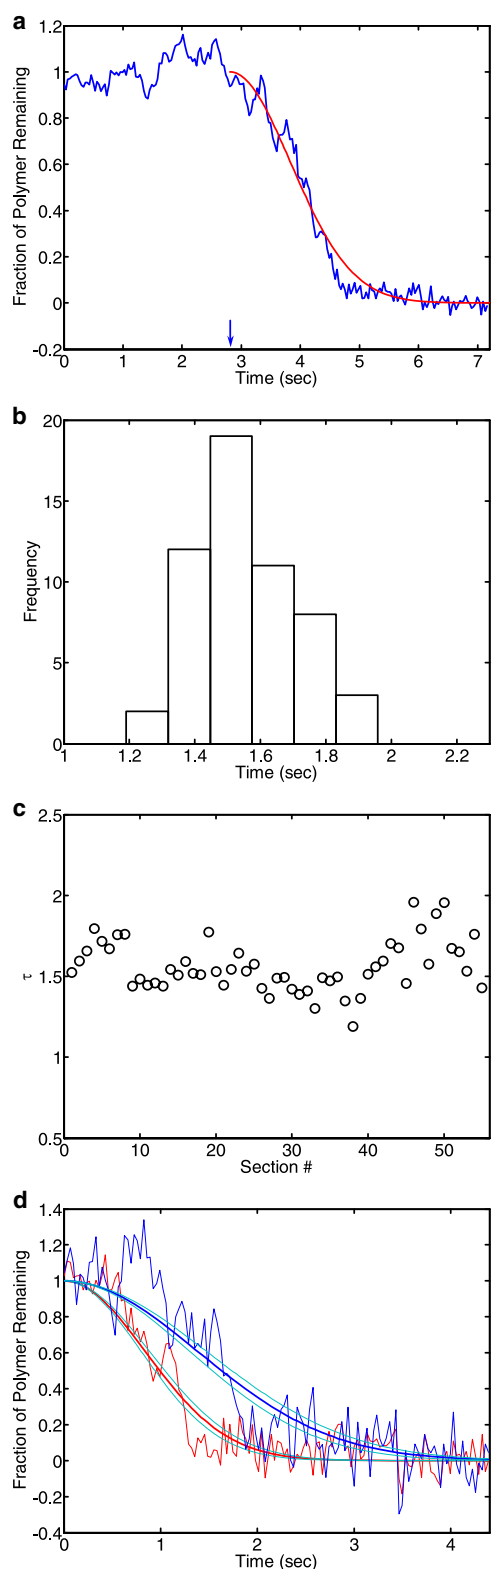 a
1.2
1
0.8
0.6
0.4
0.2
0
-0.2
Fraction of Polymer Remaining
0 1 2 3 4 5 6 7
Time (sec)
b
20
15
10
5
0
Frequency
1 1.2 1.4 1.6 1.8 2 2.2
Time (sec)
c
2.5
2
1.5
1
0.5
τ
0 10 20 30 40 50
Section #
d
1.4
1.2
1
0.8
0.6
0.4
0.2
0
-0.2
-0.4
Fraction of Polymer Remaining
0 1 2 3 4
Time (sec)